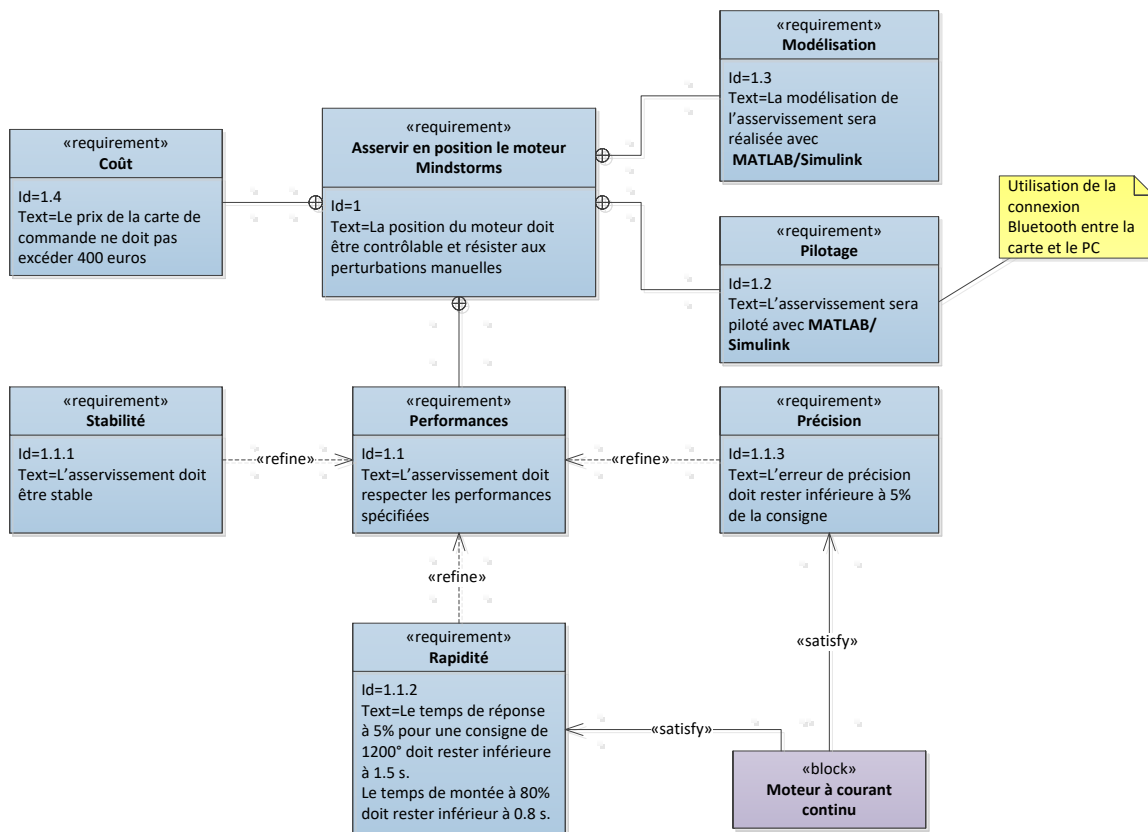 «requirement»
Modélisation
Id=1.3
Text=La modélisation de
l’asservissement sera
réalisée avec
MATLAB/Simulink
«requirement»
Asservir en position le moteur
Mindstorms
Id=1
Text=La position du moteur doit
être contrôlable et résister aux
perturbations manuelles
«requirement»
Coût
Id=1.4
Text=Le prix de la carte de
commande ne doit pas
excéder 400 euros
Utilisation de la
connexion
Bluetooth entre la
carte et le PC
«requirement»
Pilotage
Id=1.2
Text=L’asservissement sera
piloté avec MATLAB/
Simulink
«requirement»
Stabilité
Id=1.1.1
Text=L’asservissement doit
être stable
«refine»
«requirement»
Performances
Id=1.1
Text=L’asservissement doit
respecter les performances
spécifiées
«refine»
«requirement»
Précision
Id=1.1.3
Text=L’erreur de précision
doit rester inférieure à 5%
de la consigne
«refine»
«satisfy»
«requirement»
Rapidité
Id=1.1.2
Text=Le temps de réponse
à 5% pour une consigne de
1200° doit rester inférieure
à 1.5 s.
Le temps de montée à 80%
doit rester inférieur à 0.8 s.
«satisfy»
«block»
Moteur à courant
continu